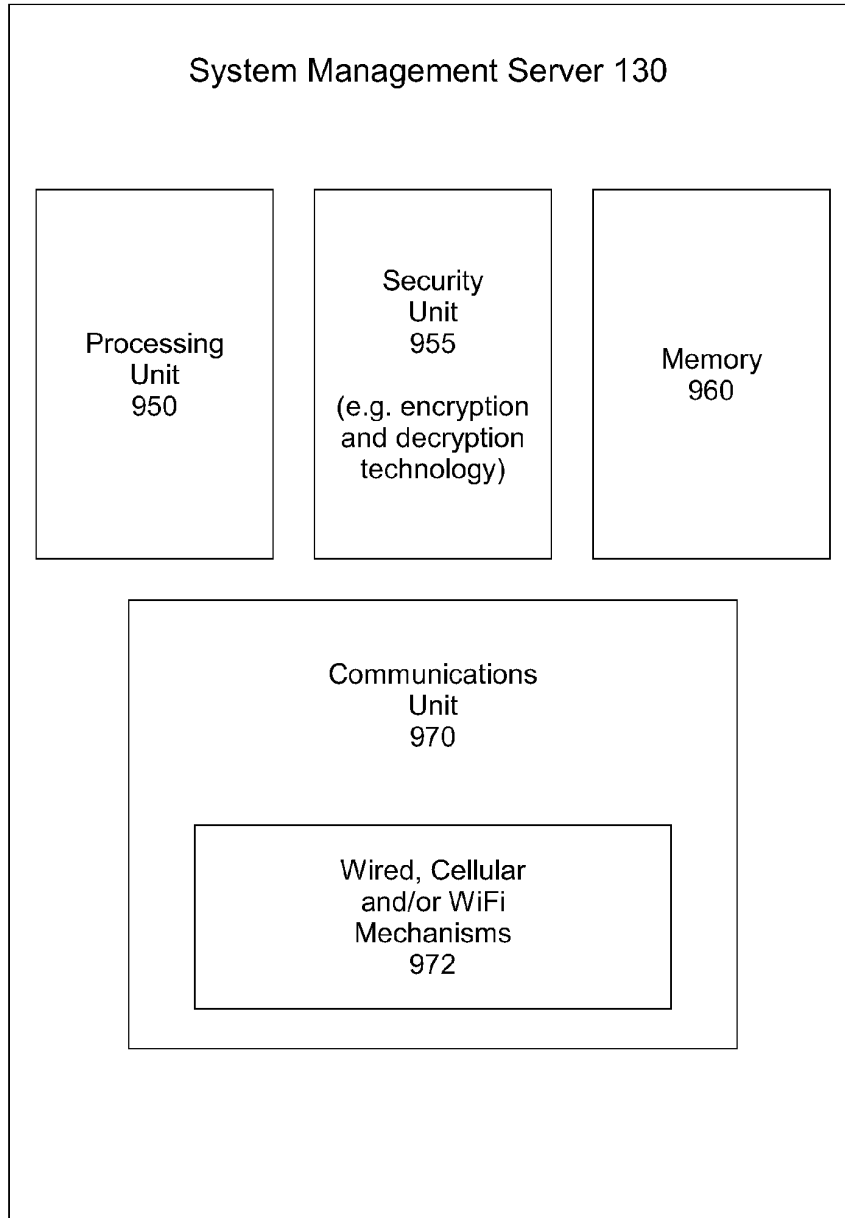 System Management Server 130
Processing
Unit
950
Security
Unit
955
(e.g. encryption
and decryption
technology)
Memory
960
Communications
Unit
970
Wired, Cellular
and/or WiFi
Mechanisms
972